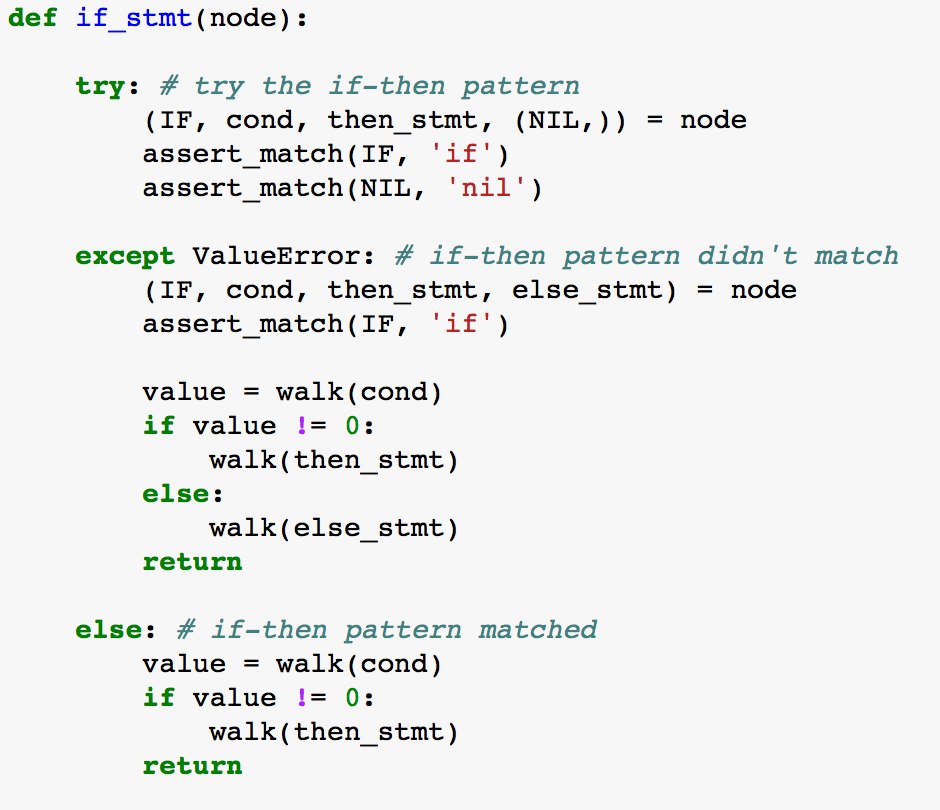 def if_stmt(node):
    try: # try the if-then pattern
        (IF, cond, then_stmt, (NIL,)) = node
        assert_match(IF, 'if')
        assert_match(NIL, 'nil')
    except ValueError: # if-then pattern didn't match
        (IF, cond, then_stmt, else_stmt) = node
        assert_match(IF, 'if')
        value = walk(cond)
        if value != 0:
            walk(then_stmt)
        else:
            walk(else_stmt)
        return
    else: # if-then pattern matched
        value = walk(cond)
        if value != 0:
            walk(then_stmt)
        return